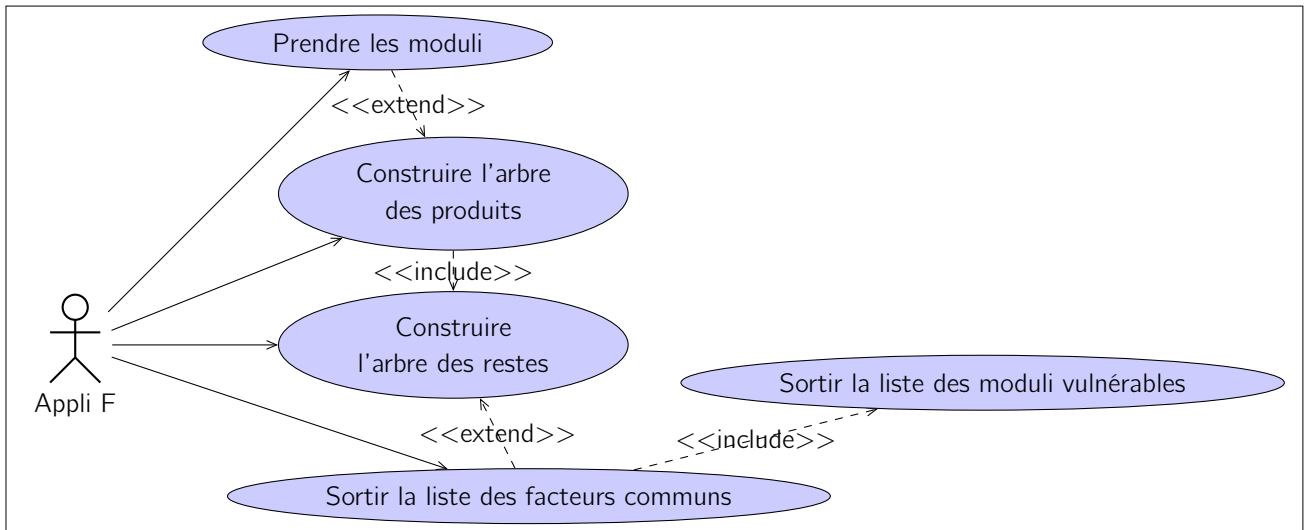 Prendre les moduli
<<extend>>
Construire l'arbre
des produits
<<include>>
Construire
l'arbre des restes
Sortir la liste des moduli vulnérables
Appli F
<<extend>>
<<include>>
Sortir la liste des facteurs communs